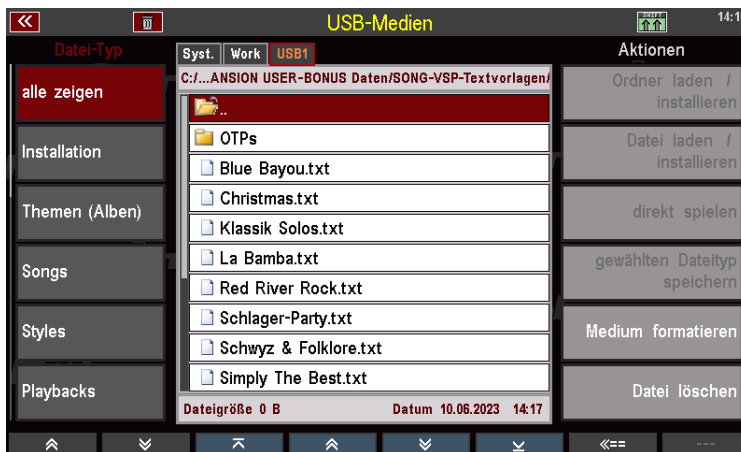 USB-Medien
SHIFT
14:1
Datei-Typ
alle zeigen
Installation
Themen (Alben)
Songs
Styles
Playbacks
Syst. Work USB1
C:/...ANSION USER-BONUS Daten/SONG-VSP-Textvorlagen/
..
OTPs
Blue Bayou.txt
Christmas.txt
Klassik Solos.txt
La Bamba.txt
Red River Rock.txt
Schlager-Party.txt
Schwyz & Folklore.txt
Simply The Best.txt
Dateigröße 0 B Datum 10.06.2023 14:17
Aktionen
Ordner laden /
installieren
Datei laden /
installieren
direkt spielen
gewählten Dateityp
speichern
Medium formatieren
Datei löschen
«==
---